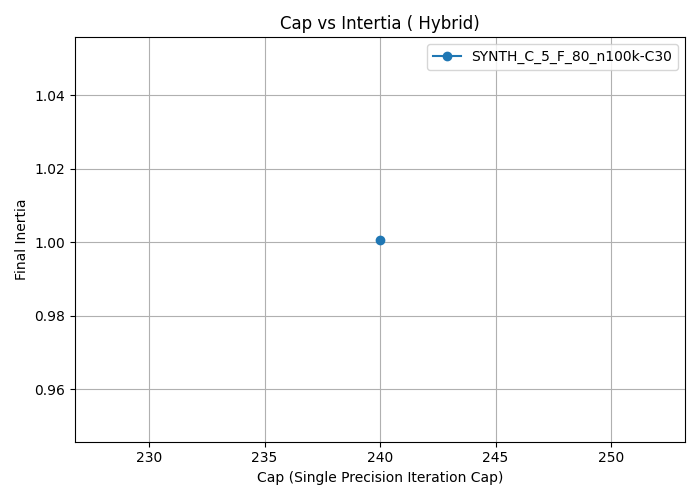 Cap vs Intertia ( Hybrid)
SYNTH_C_5_F_80_n100k-C30
1.04
1.02
1.00
0.98
0.96
Final Inertia
230
235
240
245
250
Cap (Single Precision Iteration Cap)